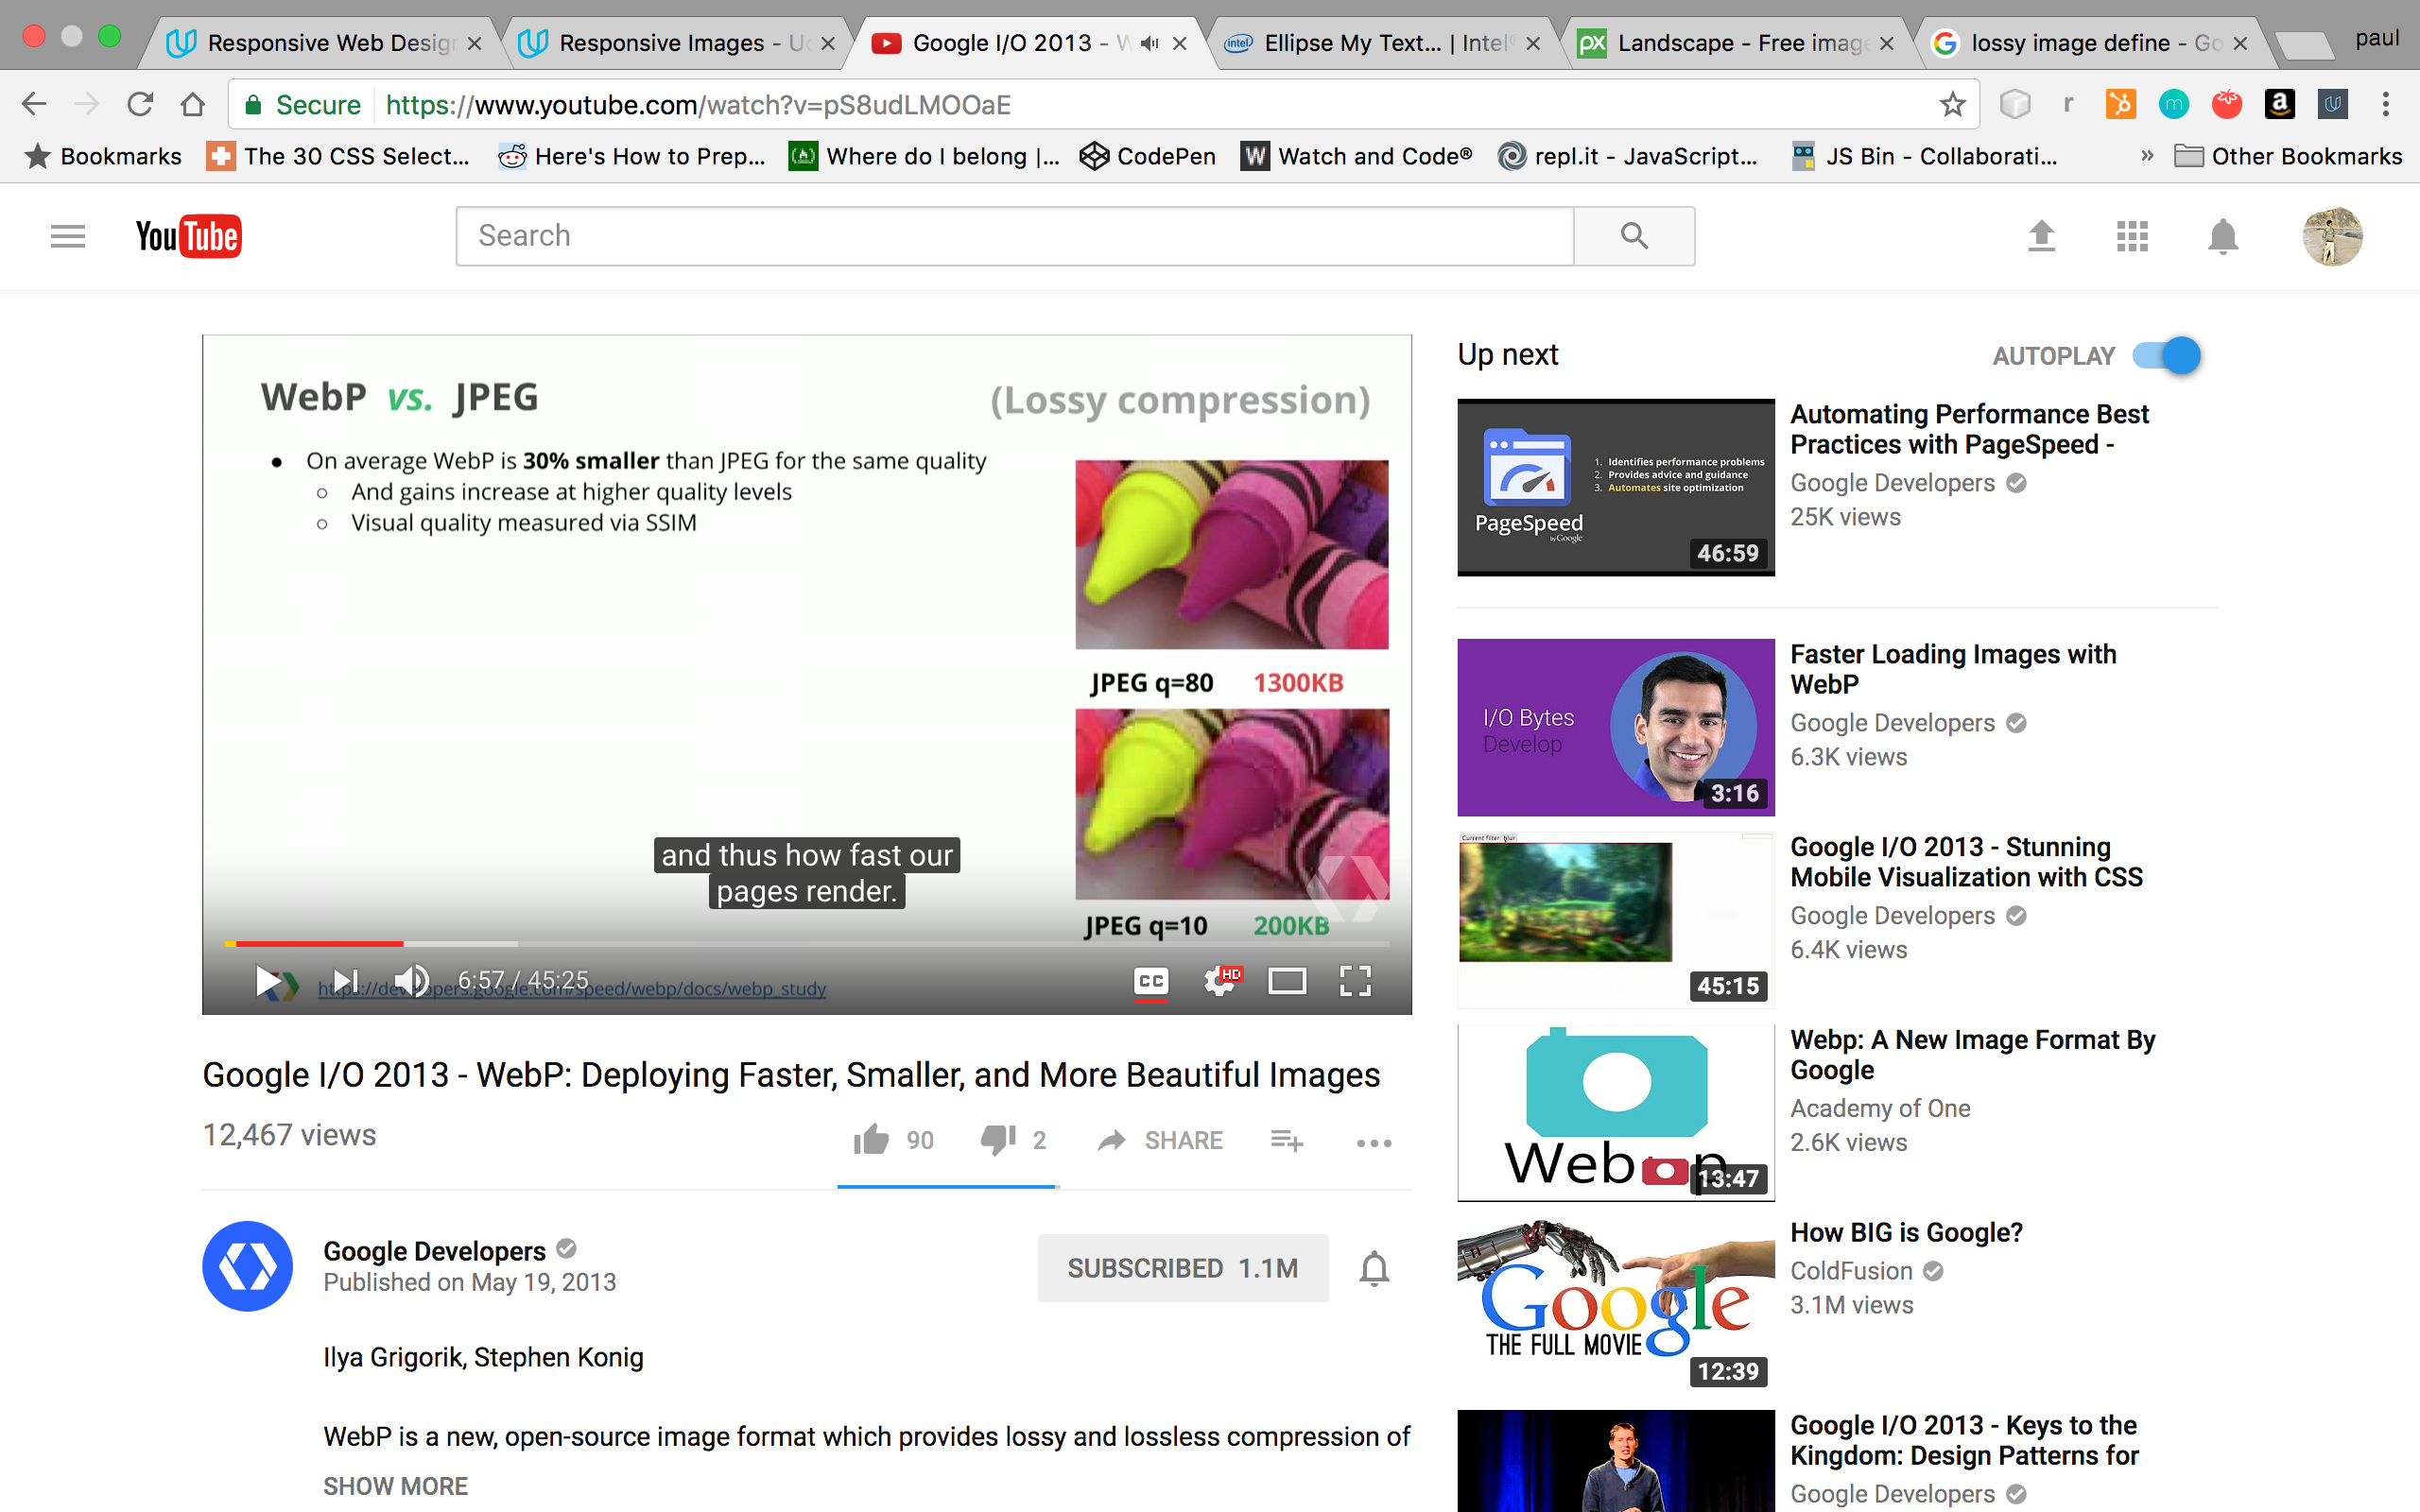 Responsive Web Desig
Responsive Images - U
Google I/O 2013 - W
Ellipse My Text... | Intel®
Landscape - Free image
lossy image define - Go
paul
Secure https://www.youtube.com/watch?v=pS8udLMOOaE
r
m
a
Bookmarks
The 30 CSS Select...
Here's How to Prep...
Where do I belong |...
CodePen
W Watch and Code®
repl.it - JavaScript...
JS Bin - Collaborati...
»
Other Bookmarks
YouTube
Search
WebP vs. JPEG
(Lossy compression)
On average WebP is 30% smaller than JPEG for the same quality
And gains increase at higher quality levels
Visual quality measured via SSIM
JPEG q=80 1300KB
and thus how fast our
pages render.
JPEG q=10 200KB
6:57 / 45:25
https://developers.google.com/speed/webp/docs/webp_study
CC
HD
Google I/O 2013 - WebP: Deploying Faster, Smaller, and More Beautiful Images
12,467 views
90
2
SHARE
Google Developers
Published on May 19, 2013
SUBSCRIBED 1.1M
Ilya Grigorik, Stephen Konig
WebP is a new, open-source image format which provides lossy and lossless compression of
SHOW MORE
Up next
AUTOPLAY
PageSpeed
by Google
1. Identifies performance problems
2. Provides advice and guidance
3. Automates site optimization
46:59
Automating Performance Best
Practices with PageSpeed -
Google Developers
25K views
I/O Bytes
Develop
3:16
Faster Loading Images with
WebP
Google Developers
6.3K views
Current filter: blur
45:15
Google I/O 2013 - Stunning
Mobile Visualization with CSS
Google Developers
6.4K views
Web p
13:47
Webp: A New Image Format By
Google
Academy of One
2.6K views
Google
THE FULL MOVIE
12:39
How BIG is Google?
ColdFusion
3.1M views
Google I/O 2013 - Keys to the
Kingdom: Design Patterns for
Google Developers